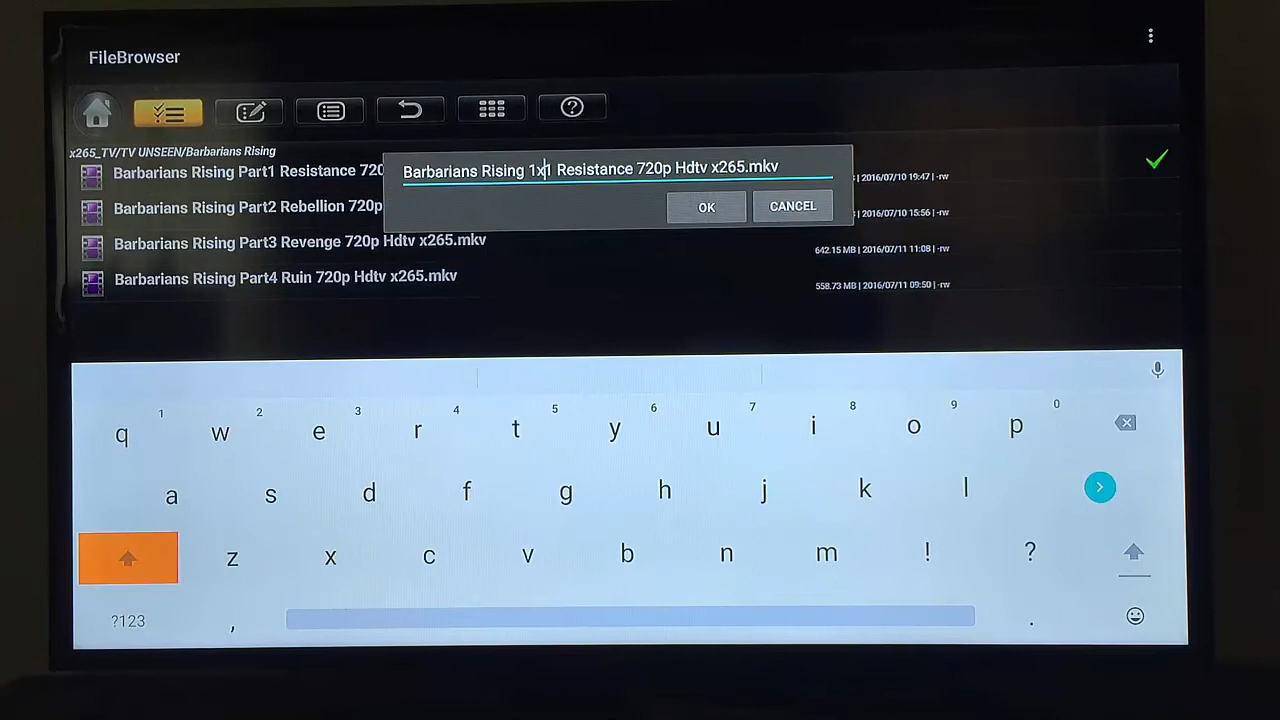 FileBrowser
x265_TV/TV UNSEEN/Barbarians Rising
Barbarians Rising Part1 Resistance 720
2016/07/10 19:47 | -rw
Barbarians Rising 1x1 Resistance 720p Hdtv x265.mkv
OK CANCEL
Barbarians Rising Part2 Rebellion 720p
2016/07/10 15:56 | -rw
Barbarians Rising Part3 Revenge 720p Hdtv x265.mkv
642.15 MB | 2016/07/11 11:08 | -rw
Barbarians Rising Part4 Ruin 720p Hdtv x265.mkv
558.73 MB | 2016/07/11 09:50 | -rw
1 2 3 4 5 6 7 8 9 0
q w e r t y u i o p
a s d f g h j k l
z x c v b n m ! ?
?123 , .